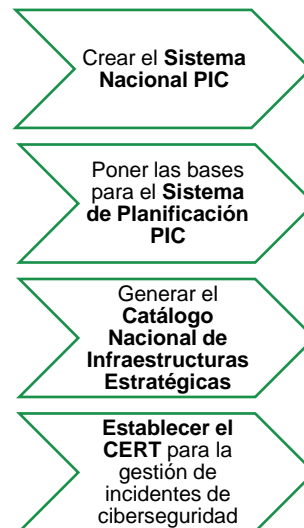 Crear el Sistema
Nacional PIC
Poner las bases
para el Sistema
de Planificación
PIC
Generar el
Catálogo
Nacional de
Infraestructuras
Estratégicas
Establecer el
CERT para la
gestión de
incidentes de
ciberseguridad